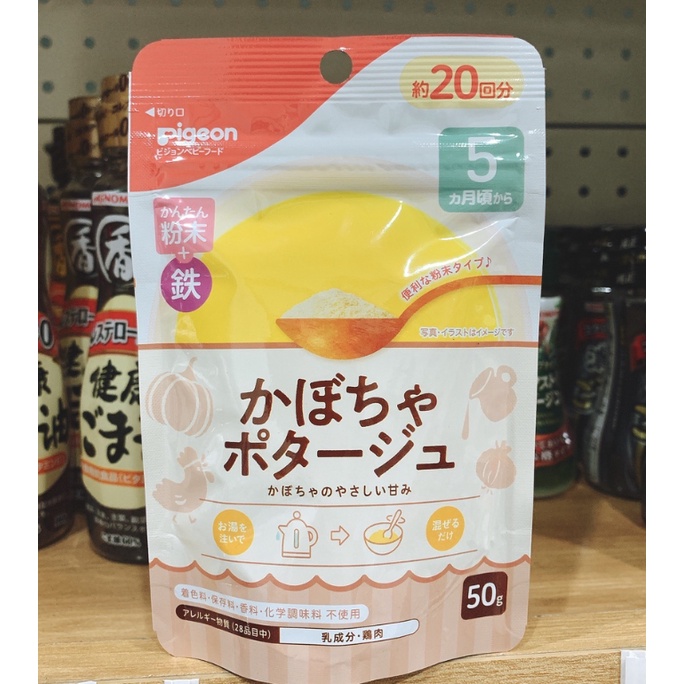 約20回分
◀切り口
Pigeon
ピジョンベビーフード
5
カ月頃から
かんたん
粉末
+
鉄
便利な粉末タイプ♪
写真・イラストはイメージです
かぼちゃ
ポタージュ
かぼちゃのやさしい甘み
お湯を
注いで
混ぜる
だけ
着色料・保存料・香料・化学調味料 不使用
アレルギー物質(28品目中)
乳成分・鶏肉
50g
健康
ごま